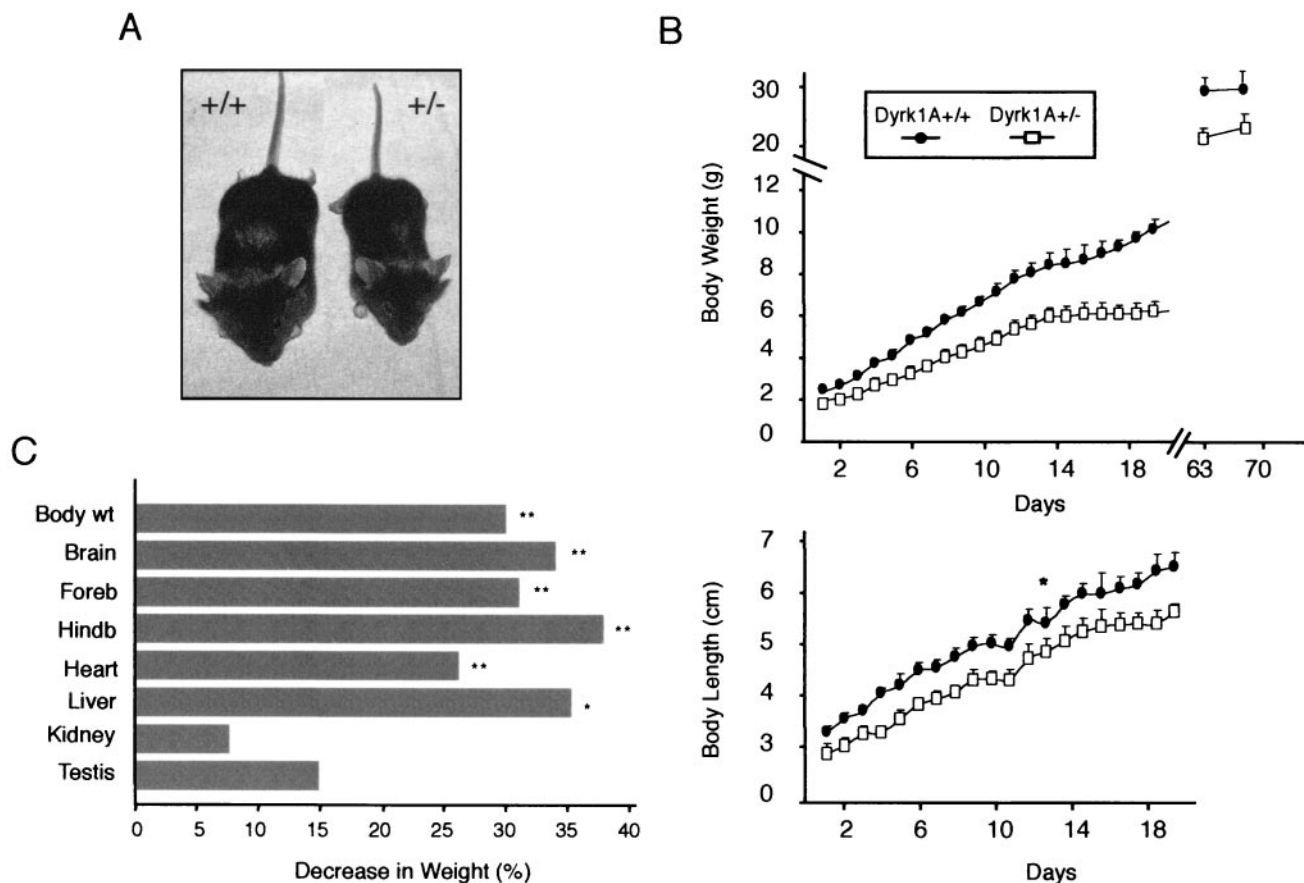 A
+/+
+/-
B
30
20
12
10
8
6
4
2
0
Body Weight (g)
Dyrk1A+/+ Dyrk1A+/-
2 6 10 14 18 63 70
Days
C
Body wt **
Brain **
Foreb **
Hindb **
Heart **
Liver *
Kidney
Testis
0 5 10 15 20 25 30 35 40
Decrease in Weight (%)
7
6
5
4
3
0
Body Length (cm)
*
2 6 10 14 18
Days